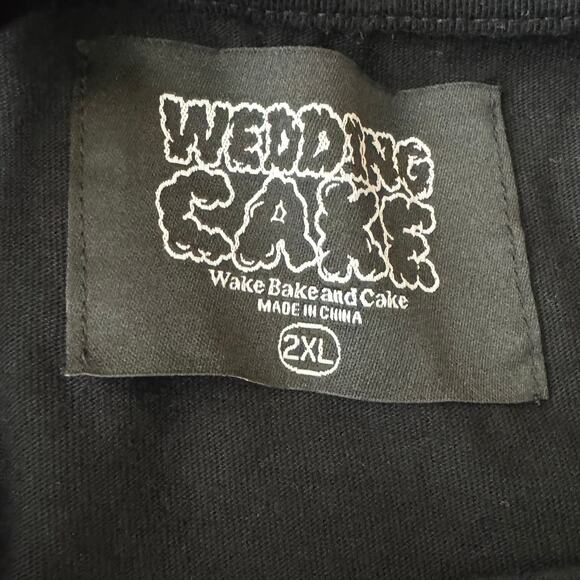 WEDDING
CAKE
Wake Bake and Cake
MADE IN CHINA
2XL